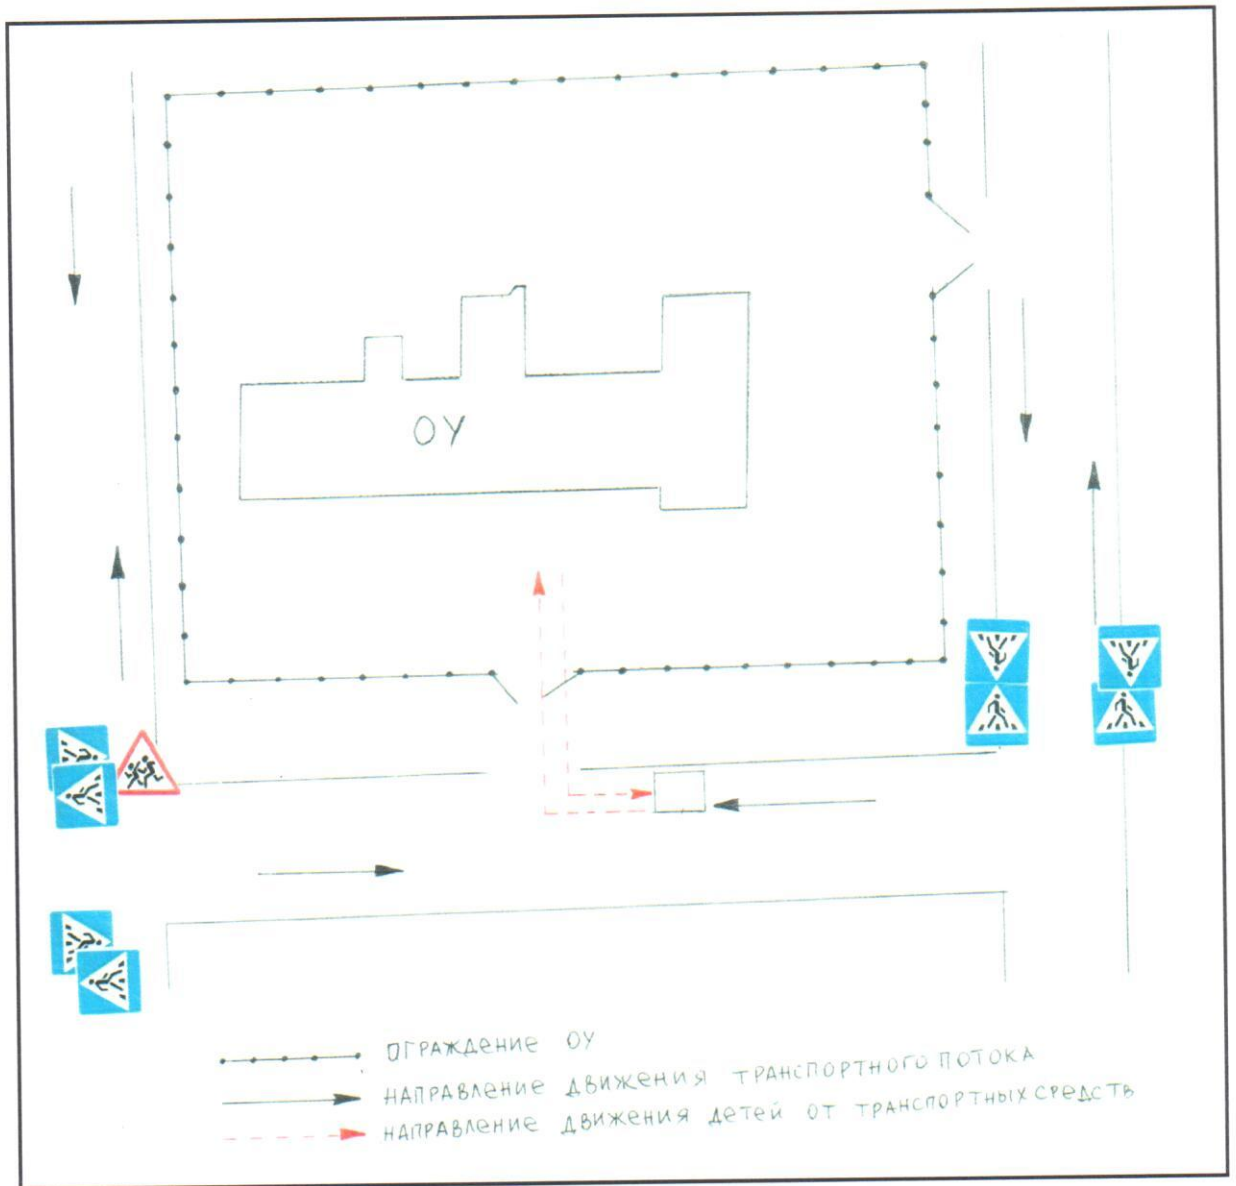 ОУ
ОГРАЖДЕНИЕ ОУ
НАПРАВЛЕНИЕ ДВИЖЕНИЯ ТРАНСПОРТНОГО ПОТОКА
НАПРАВЛЕНИЕ ДВИЖЕНИЯ ДЕТЕЙ ОТ ТРАНСПОРТНЫХ СРЕДСТВ